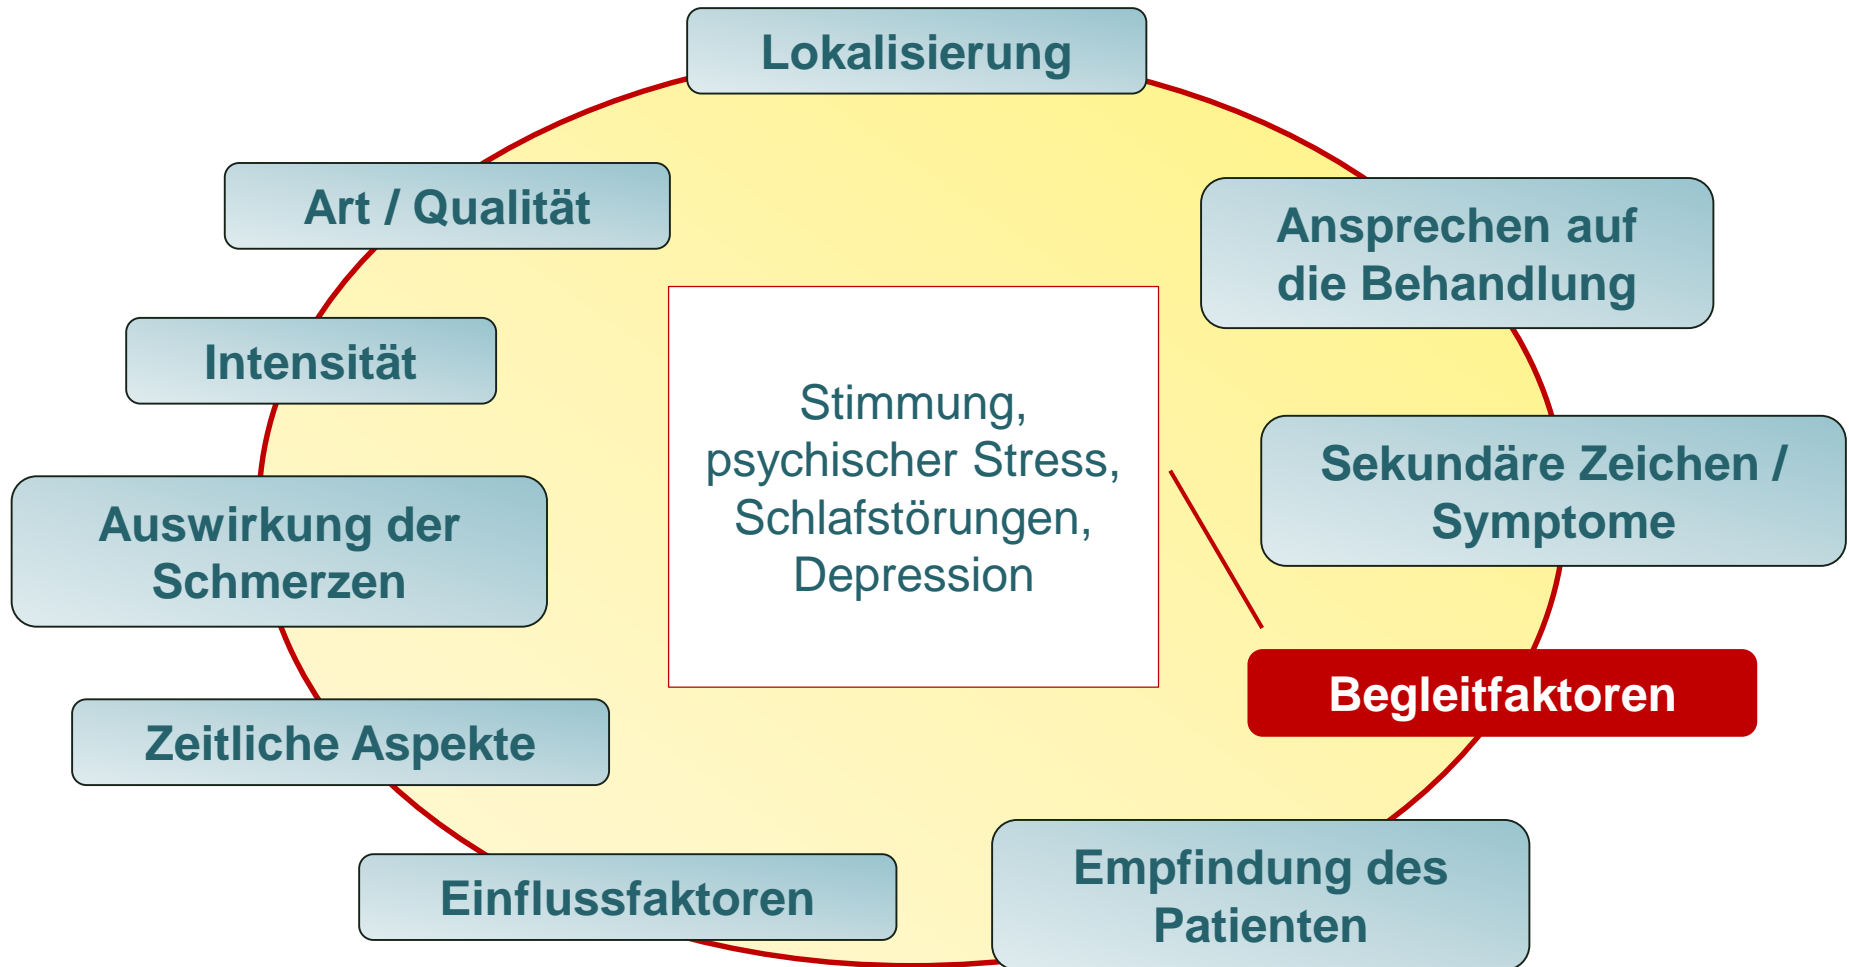 Lokalisierung
Art / Qualität
Ansprechen auf
die Behandlung
Intensität
Stimmung,
psychischer Stress,
Schlafstörungen,
Depression
Sekundäre Zeichen /
Symptome
Auswirkung der
Schmerzen
Begleitfaktoren
Zeitliche Aspekte
Einflussfaktoren
Empfindung des
Patienten